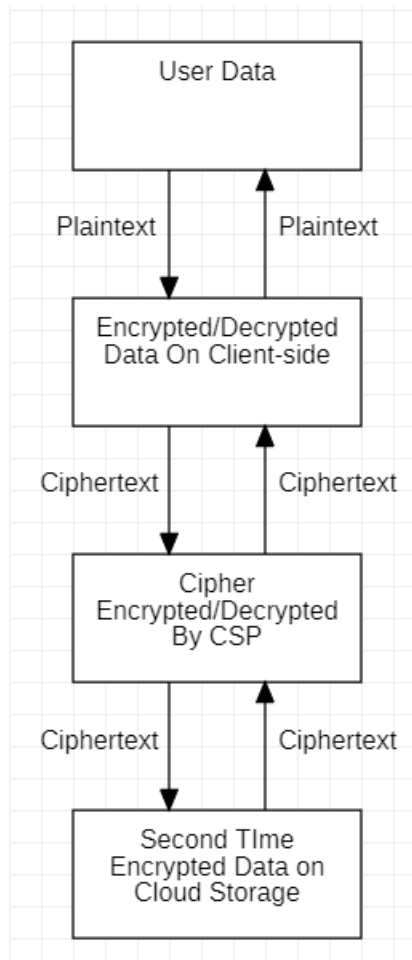 User Data
Plaintext
Plaintext
Encrypted/Decrypted
Data On Client-side
Ciphertext
Ciphertext
Cipher
Encrypted/Decrypted
By CSP
Ciphertext
Ciphertext
Second TIme
Encrypted Data on
Cloud Storage